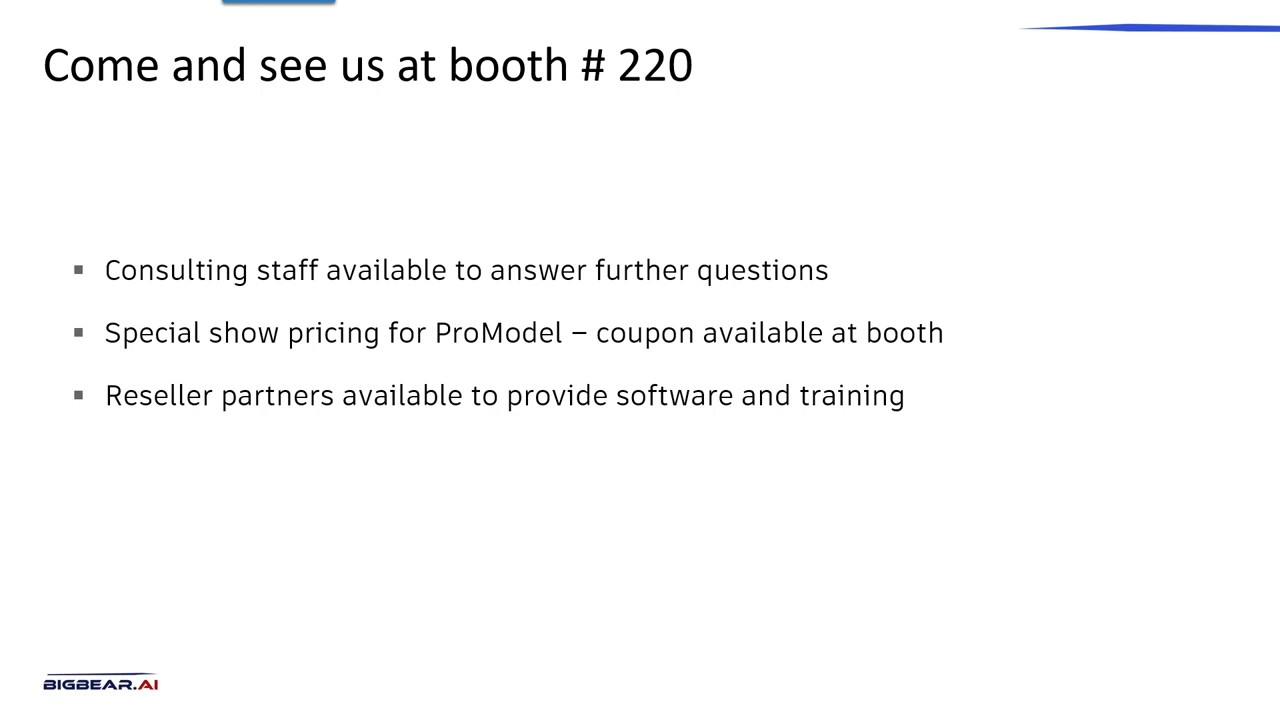 Come and see us at booth # 220
▪ Consulting staff available to answer further questions
▪ Special show pricing for ProModel – coupon available at booth
▪ Reseller partners available to provide software and training
BIGBEAR.AI